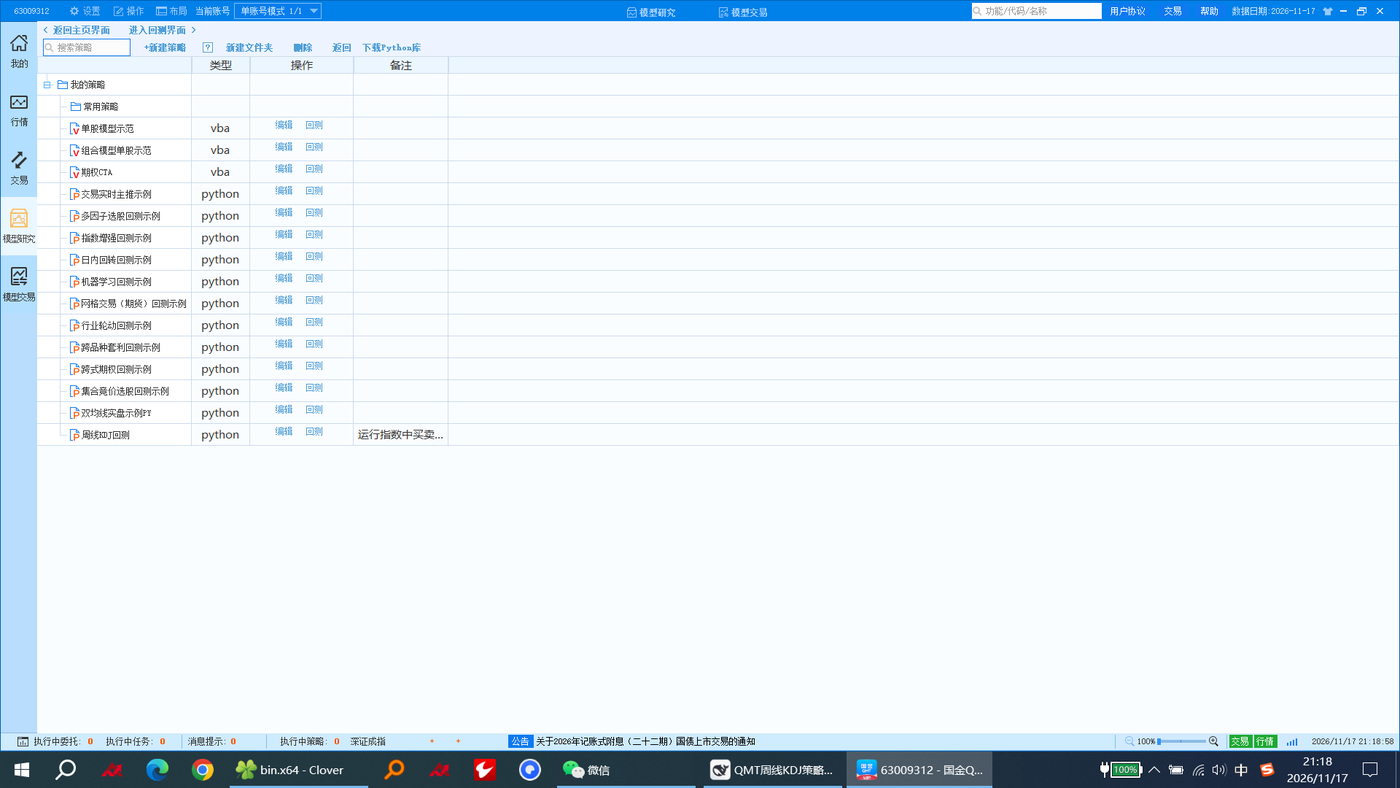 63009312 设置 操作 布局 当前账号 单账号模式 1/1 模型研究 模型交易 功能/代码/名称 用户协议 交易 帮助 数据日期:2026-11-17
返回主页界面 进入回测界面
搜索策略 +新建策略 ? 新建文件夹 删除 返回 下载Python库
我的
行情
交易
模型研究
模型交易
类型 操作 备注
我的策略
常用策略
单股模型示范 vba 编辑 回测
组合模型单股示范 vba 编辑 回测
期权CTA vba 编辑 回测
交易实时主推示例 python 编辑 回测
多因子选股回测示例 python 编辑 回测
指数增强回测示例 python 编辑 回测
日内回转回测示例 python 编辑 回测
机器学习回测示例 python 编辑 回测
网格交易（期货）回测示例 python 编辑 回测
行业轮动回测示例 python 编辑 回测
跨品种套利回测示例 python 编辑 回测
跨式期权回测示例 python 编辑 回测
集合竞价选股回测示例 python 编辑 回测
双均线实盘示例PY python 编辑 回测
周线KDJ回测 python 编辑 回测 运行指数中买卖...
执行中委托: 0 执行中任务: 0 消息提示: 0 执行中策略: 0 深证成指 公告 关于2026年记账式附息（二十二期）国债上市交易的通知 100% 交易 行情 2026/11/17 21:18:58
bin.x64 - Clover 微信 QMT周线KDJ策略... 63009312 - 国金Q... 100% 中 21:18
2026/11/17